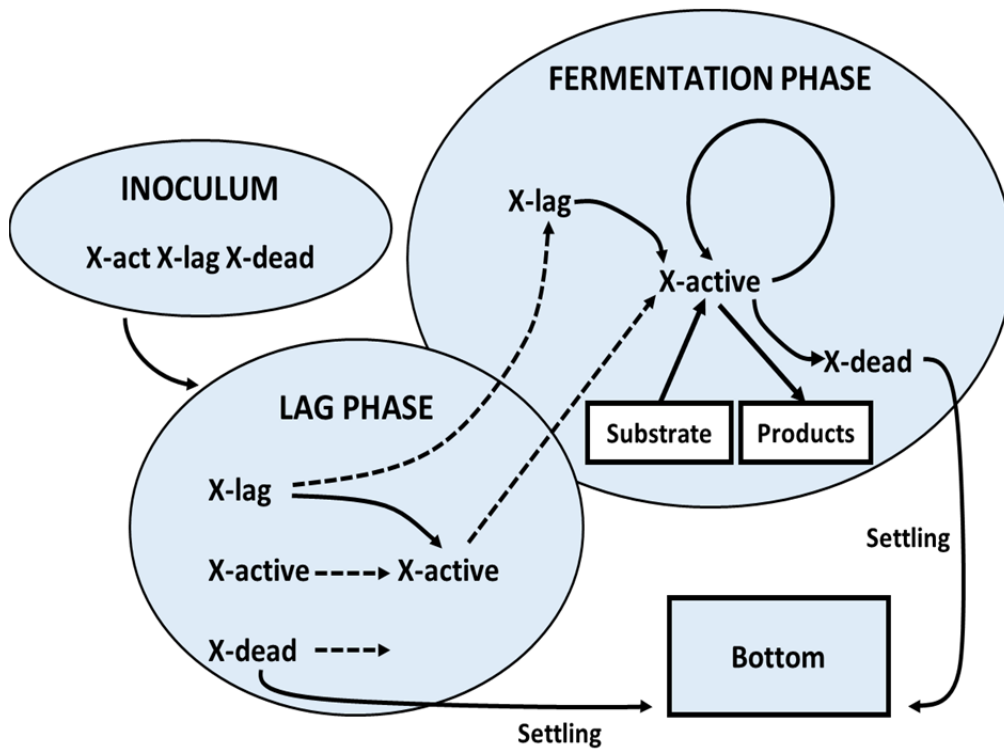 FERMENTATION PHASE
INOCULUM
X-act X-lag X-dead
X-lag
X-active
X-dead
Substrate
Products
LAG PHASE
X-lag
X-active
X-active
X-dead
Settling
Bottom
Settling